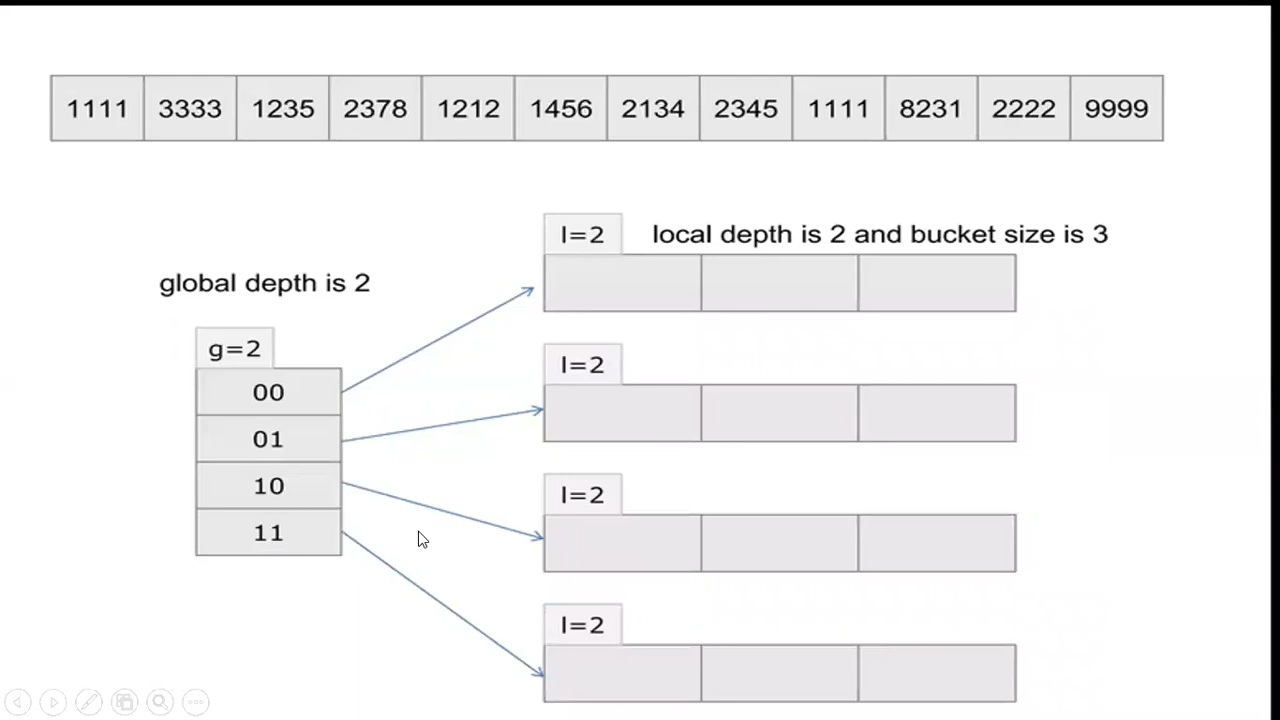 1111 3333 1235 2378 1212 1456 2134 2345 1111 8231 2222 9999
l=2 local depth is 2 and bucket size is 3
global depth is 2
g=2
00
01
10
11
l=2
l=2
l=2